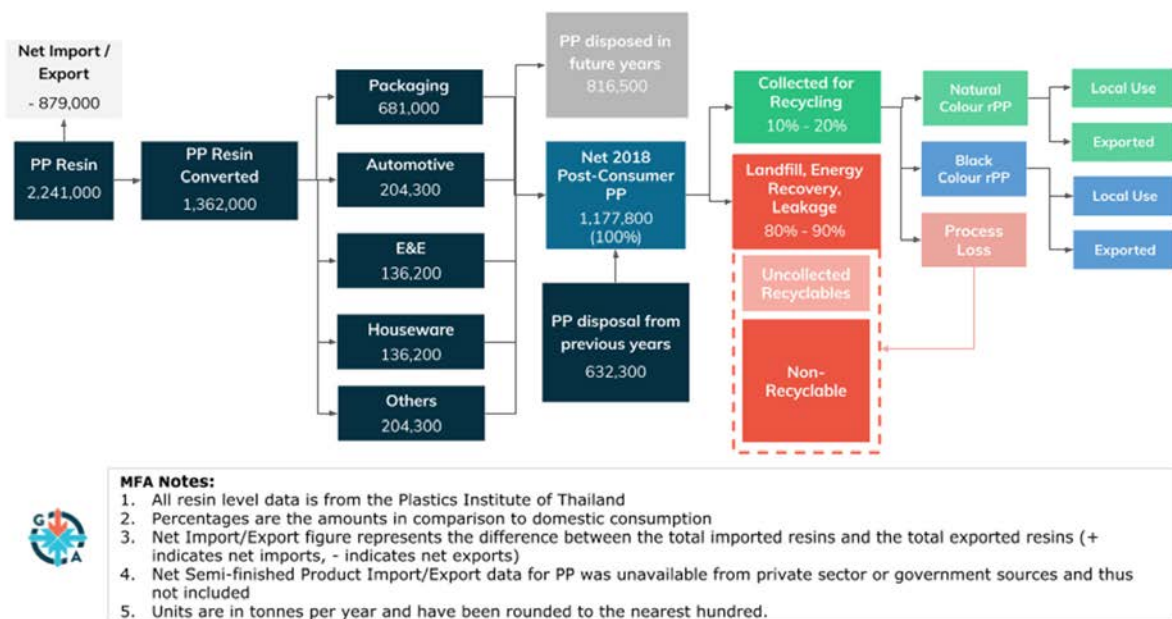 Net Import /
Export
- 879,000
PP Resin
2,241,000
PP Resin
Converted
1,362,000
Packaging
681,000
Automotive
204,300
E&E
136,200
Houseware
136,200
Others
204,300
PP disposed in
future years
816,500
Net 2018
Post-Consumer
PP
1,177,800
(100%)
PP disposal from
previous years
632,300
Collected for
Recycling
10% - 20%
Landfill, Energy
Recovery,
Leakage
80% - 90%
Uncollected
Recyclables
Non-
Recyclable
Natural
Colour rPP
Black
Colour rPP
Process
Loss
Local Use
Exported
Local Use
Exported
G
A
MFA Notes:
1. All resin level data is from the Plastics Institute of Thailand
2. Percentages are the amounts in comparison to domestic consumption
3. Net Import/Export figure represents the difference between the total imported resins and the total exported resins (+
indicates net imports, - indicates net exports)
4. Net Semi-finished Product Import/Export data for PP was unavailable from private sector or government sources and thus
not included
5. Units are in tonnes per year and have been rounded to the nearest hundred.